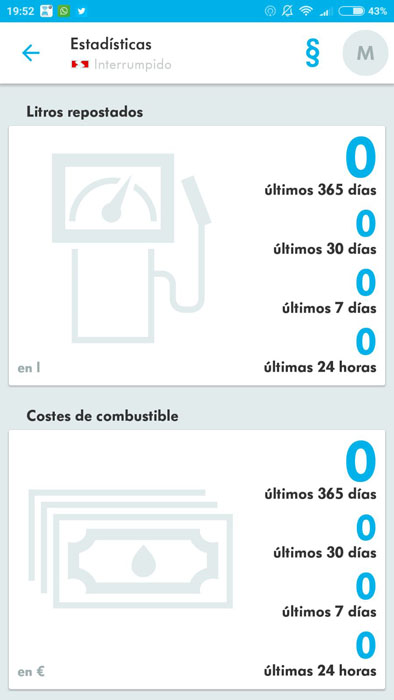 19:52
43%
Estadísticas
Interrumpido
§
M
Litros repostados
0
últimos 365 días
0
últimos 30 días
0
últimos 7 días
0
últimas 24 horas
en l
Costes de combustible
0
últimos 365 días
0
últimos 30 días
0
últimos 7 días
0
últimas 24 horas
en €